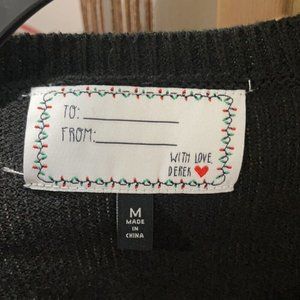 TO:
FROM:
WITH LOVE,
DEREK
M
MADE IN
CHINA